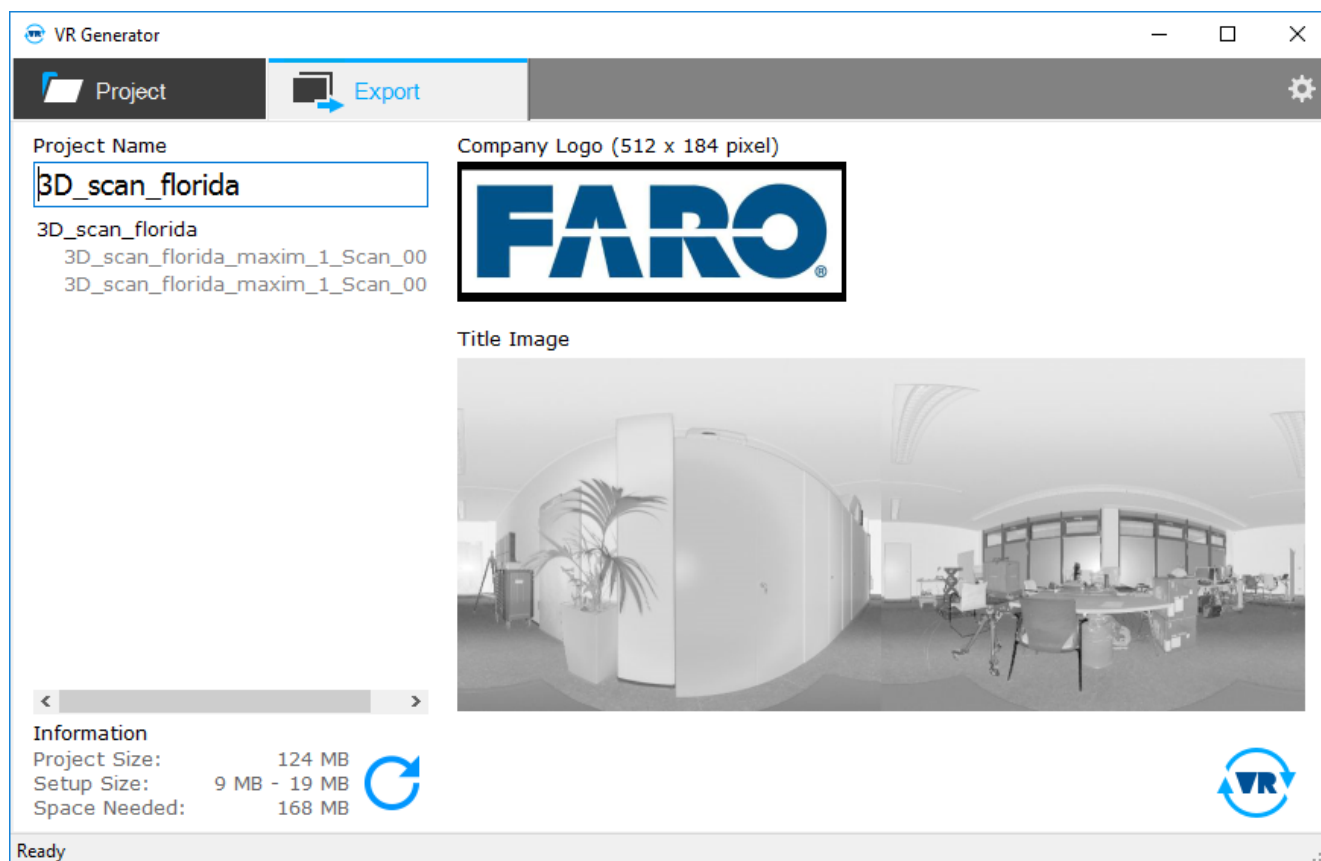 VR Generator
Project
Export
Project Name
3D_scan_florida
3D_scan_florida
3D_scan_florida_maxim_1_Scan_00
3D_scan_florida_maxim_1_Scan_00
Company Logo (512 x 184 pixel)
FARO®
Title Image
Information
Project Size: 124 MB
Setup Size: 9 MB - 19 MB
Space Needed: 168 MB
VR
Ready